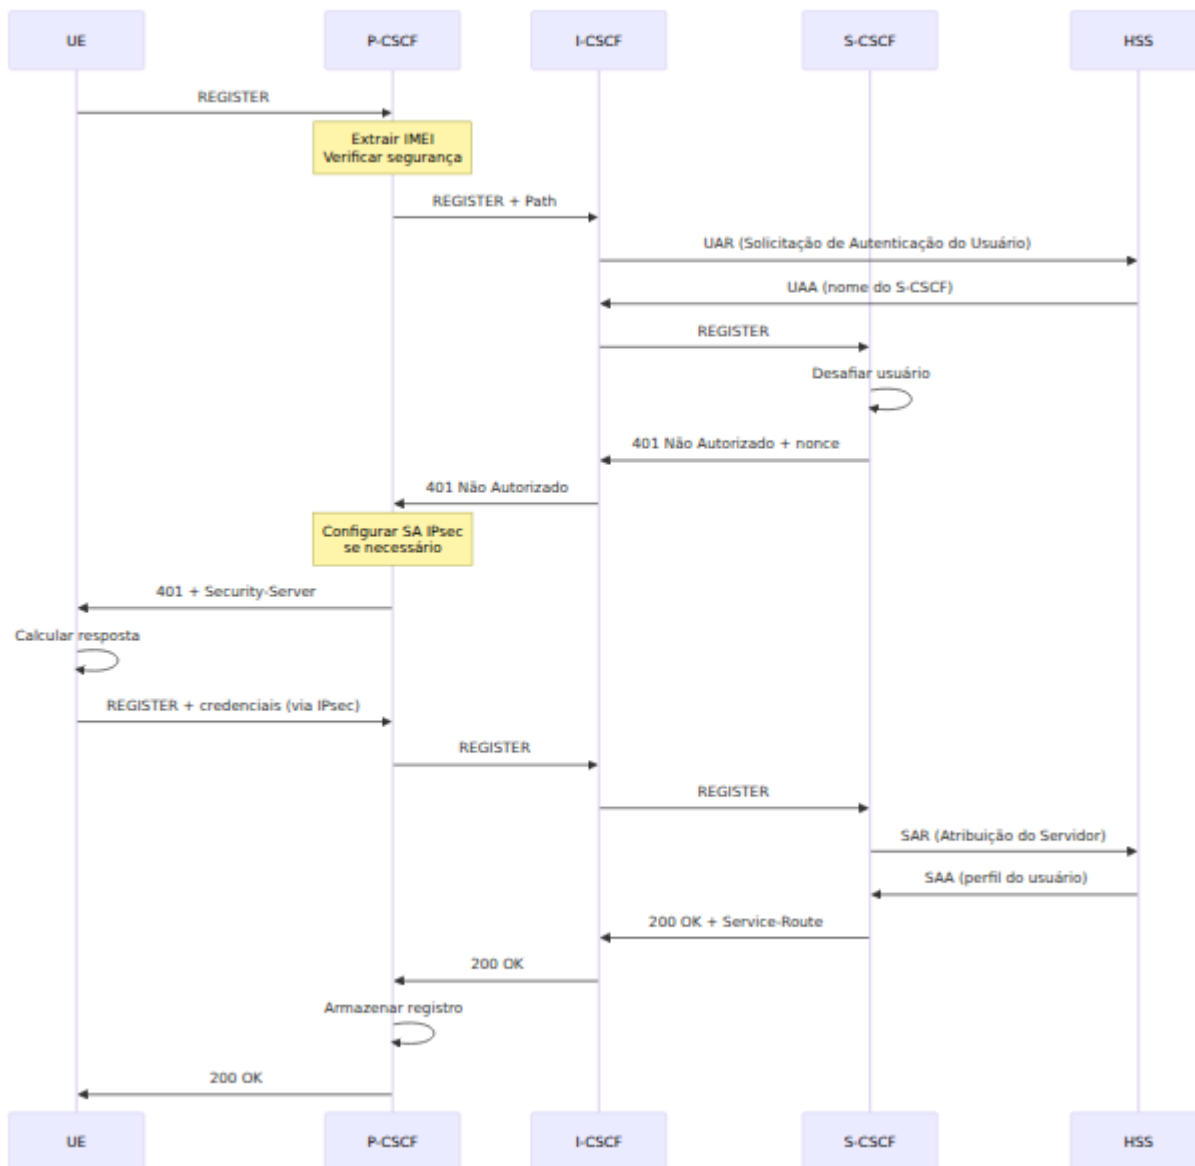 UE
P-CSCF
I-CSCF
S-CSCF
HSS
REGISTER
Extrair IMEI
Verificar segurança
REGISTER + Path
UAR (Solicitação de Autenticação do Usuário)
UAA (nome do S-CSCF)
REGISTER
Desafiar usuário
401 Não Autorizado + nonce
401 Não Autorizado
Configurar SA IPsec
se necessário
401 + Security-Server
Calcular resposta
REGISTER + credenciais (via IPsec)
REGISTER
REGISTER
SAR (Atribuição do Servidor)
SAA (perfil do usuário)
200 OK + Service-Route
200 OK
Armazenar registro
200 OK
UE
P-CSCF
I-CSCF
S-CSCF
HSS